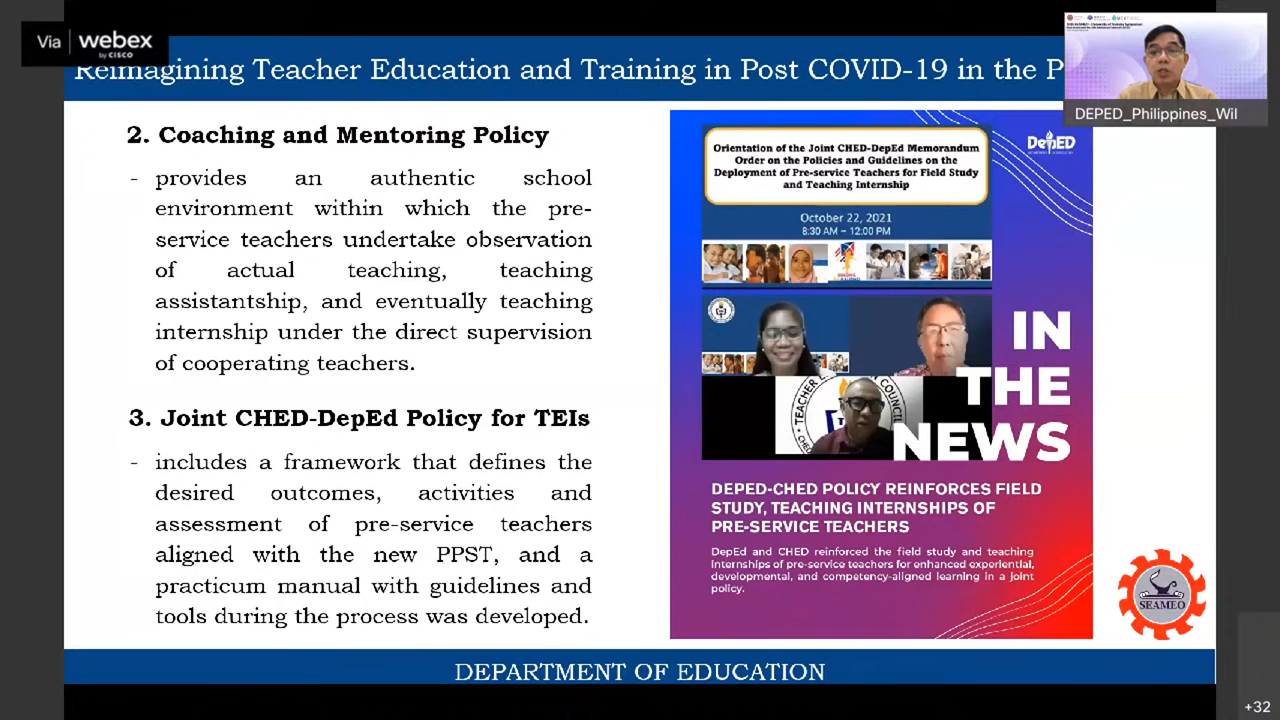 Via webex
by CISCO
Reimagining Teacher Education and Training in Post COVID-19 in the P
DEPED_Philippines_Wil
2. Coaching and Mentoring Policy
- provides an authentic school
environment within which the pre-
service teachers undertake observation
of actual teaching, teaching
assistantship, and eventually teaching
internship under the direct supervision
of cooperating teachers.
3. Joint CHED-DepEd Policy for TEIs
- includes a framework that defines the
desired outcomes, activities and
assessment of pre-service teachers
aligned with the new PPST, and a
practicum manual with guidelines and
tools during the process was developed.
Orientation of the Joint CHED-DepEd Memorandum
Order on the Policies and Guidelines on the
Deployment of Pre-service Teachers for Field Study
and Teaching Internship
DepED
October 22, 2021
8:30 AM – 12:00 PM
TEACHER
COUNCIL
IN
THE
NEWS
DEPED-CHED POLICY REINFORCES FIELD
STUDY, TEACHING INTERNSHIPS OF
PRE-SERVICE TEACHERS
DepEd and CHED reinforced the field study and teaching
internships of pre-service teachers for enhanced experiential,
developmental, and competency-aligned learning in a joint
policy.
SEAMEO
DEPARTMENT OF EDUCATION
+32